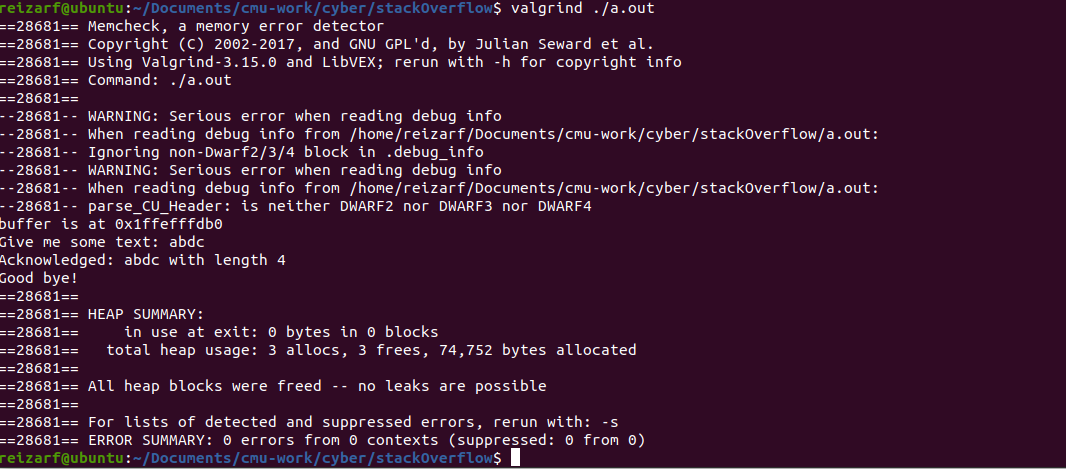 reizarf@ubuntu:~/Documents/cmu-work/cyber/stackOverflow$ valgrind ./a.out
==28681== Memcheck, a memory error detector
==28681== Copyright (C) 2002-2017, and GNU GPL'd, by Julian Seward et al.
==28681== Using Valgrind-3.15.0 and LibVEX; rerun with -h for copyright info
==28681== Command: ./a.out
==28681==
--28681-- WARNING: Serious error when reading debug info
--28681-- When reading debug info from /home/reizarf/Documents/cmu-work/cyber/stackOverflow/a.out:
--28681-- Ignoring non-Dwarf2/3/4 block in .debug_info
--28681-- WARNING: Serious error when reading debug info
--28681-- When reading debug info from /home/reizarf/Documents/cmu-work/cyber/stackOverflow/a.out:
--28681-- parse_CU_Header: is neither DWARF2 nor DWARF3 nor DWARF4
buffer is at 0x1ffefffdb0
Give me some text: abdc
Acknowledged: abdc with length 4
Good bye!
==28681==
==28681== HEAP SUMMARY:
==28681==     in use at exit: 0 bytes in 0 blocks
==28681==   total heap usage: 3 allocs, 3 frees, 74,752 bytes allocated
==28681==
==28681== All heap blocks were freed -- no leaks are possible
==28681==
==28681== For lists of detected and suppressed errors, rerun with: -s
==28681== ERROR SUMMARY: 0 errors from 0 contexts (suppressed: 0 from 0)
reizarf@ubuntu:~/Documents/cmu-work/cyber/stackOverflow$